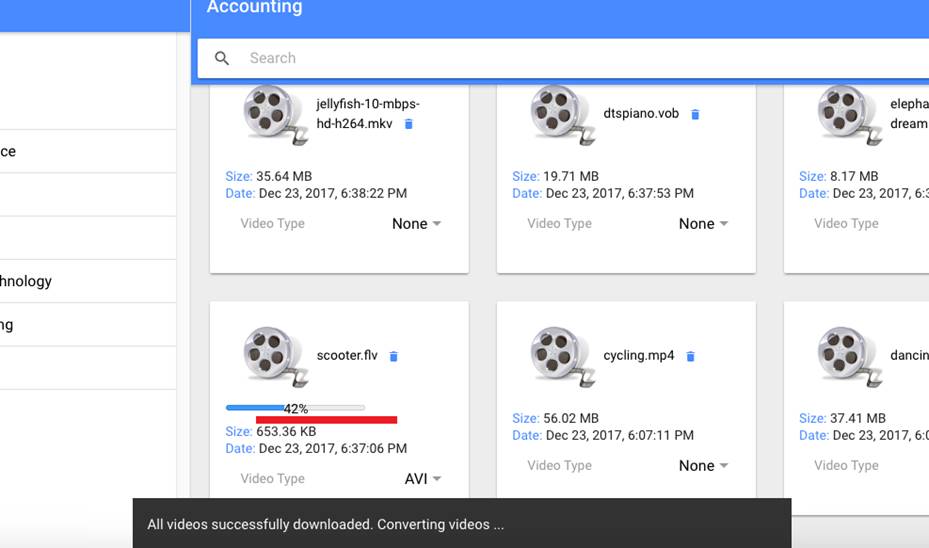 Accounting
Search
ce
hnology
ng
jellyfish-10-mbps-
hd-h264.mkv
Size: 35.64 MB
Date: Dec 23, 2017, 6:38:22 PM
Video Type None
dtspiano.vob
Size: 19.71 MB
Date: Dec 23, 2017, 6:37:53 PM
Video Type None
elepha
dream
Size: 8.17 MB
Date: Dec 23, 2017, 6:3
Video Type
scooter.flv
42%
Size: 653.36 KB
Date: Dec 23, 2017, 6:37:06 PM
Video Type AVI
cycling.mp4
Size: 56.02 MB
Date: Dec 23, 2017, 6:07:11 PM
Video Type None
dancin
Size: 37.41 MB
Date: Dec 23, 2017, 6:0
Video Type
All videos successfully downloaded. Converting videos ...